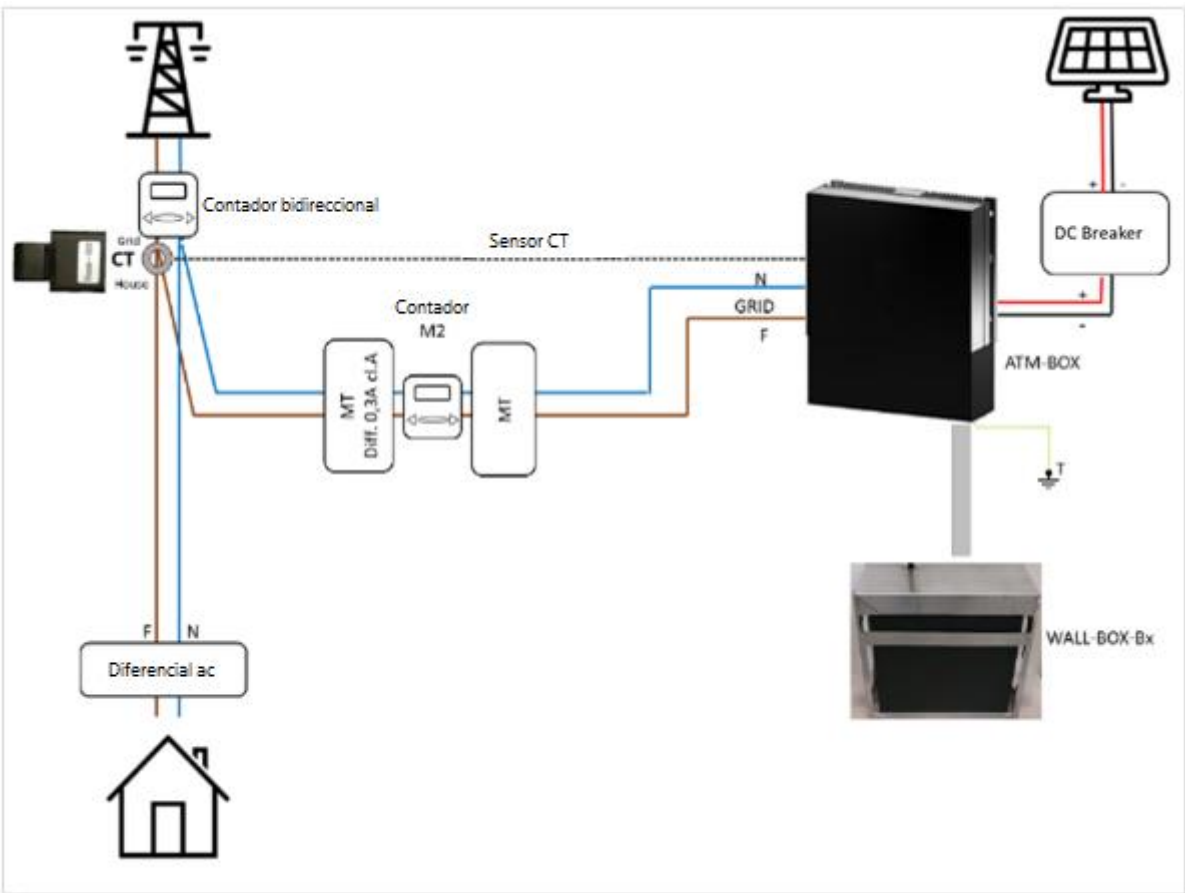 Contador bidireccional
Grid
CT
House
Sensor CT
Contador
M2
N
GRID
F
MT
Diff. 0,3A cl.A
MT
+ -
DC Breaker
+
-
ATM-BOX
T
WALL-BOX-Bx
F N
Diferencial ac